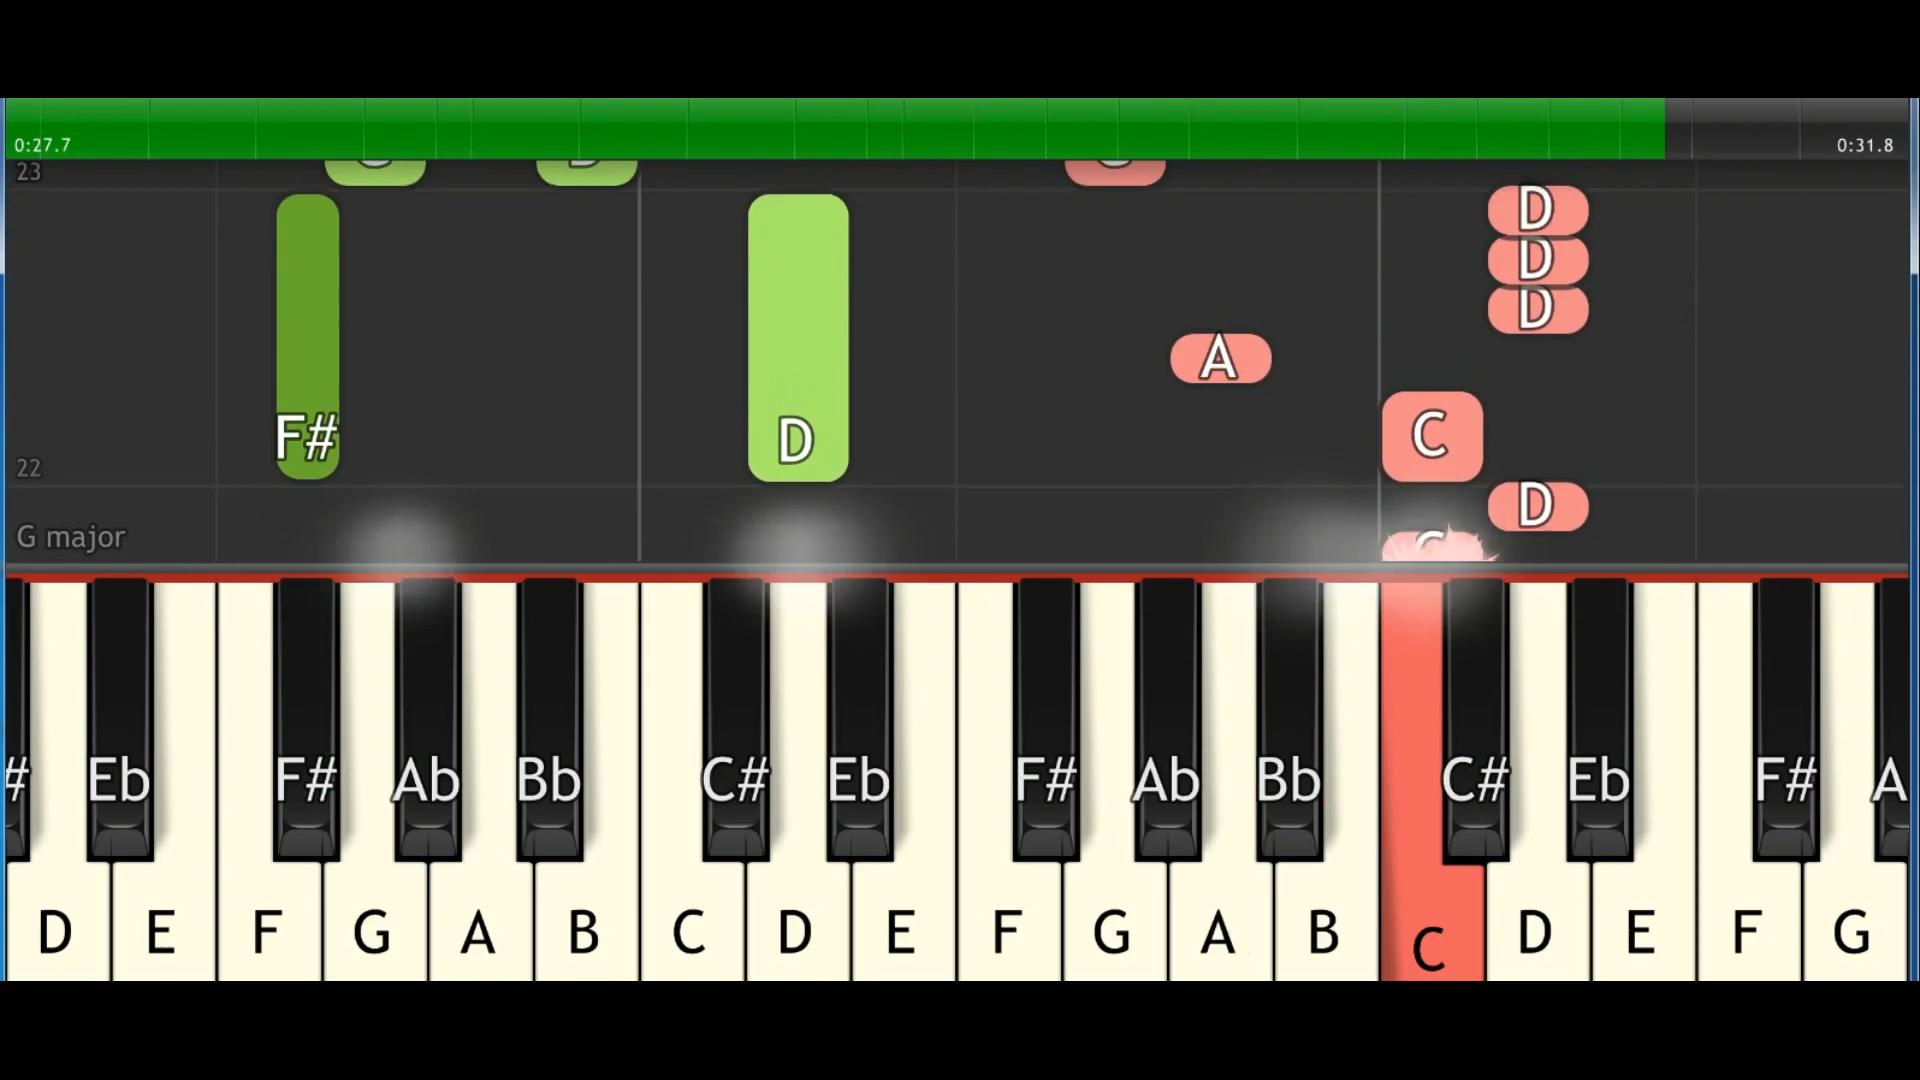 0:27.7 0:31.8
23
G D G
D
D
D
A
F# D C
22
D
G major
C
# Eb F# Ab Bb C# Eb F# Ab Bb C# Eb F# A
D E F G A B C D E F G A B C D E F G